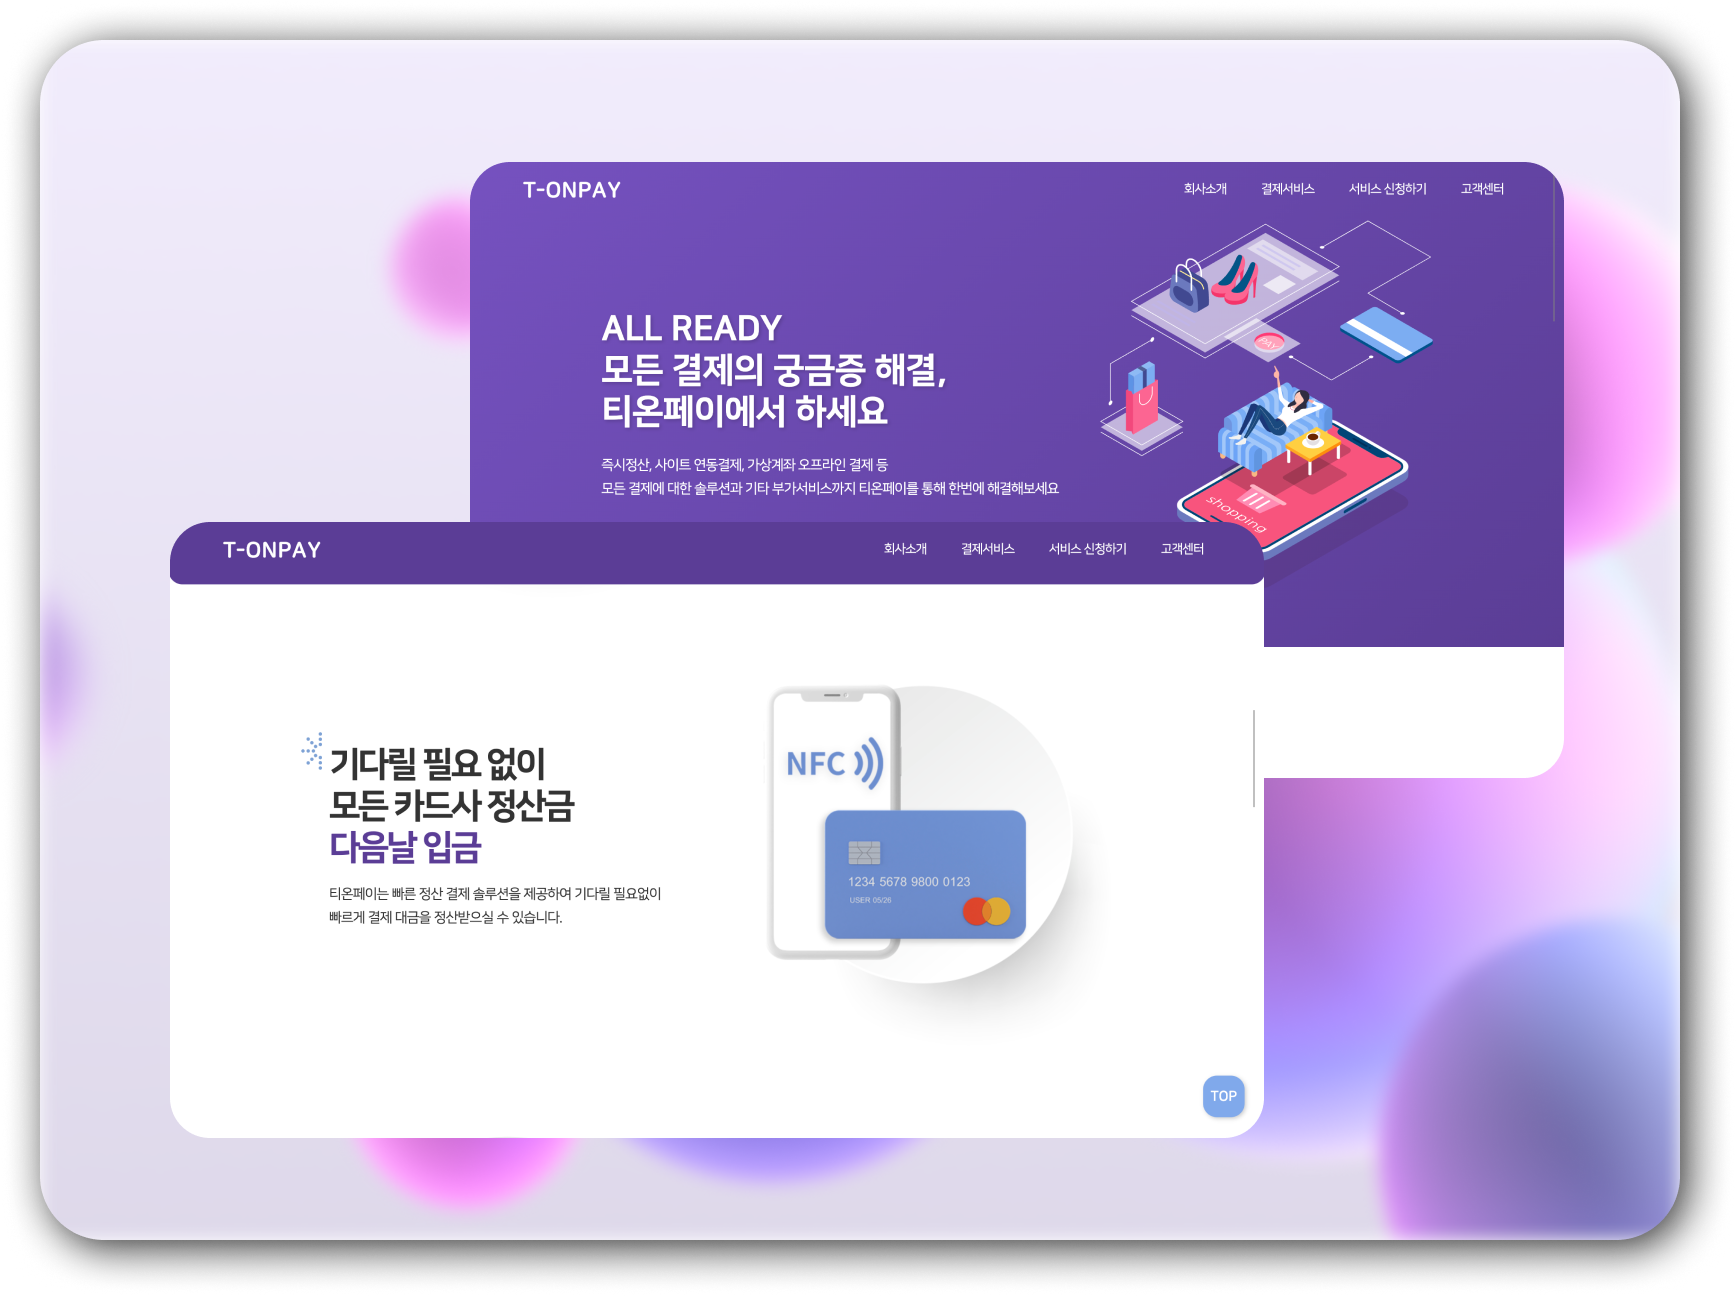 T-ONPAY
회사소개 결제서비스 서비스 신청하기 고객센터
ALL READY
모든 결제의 궁금증 해결,
티온페이에서 하세요
즉시정산, 사이트 연동결제, 가상계좌 오프라인 결제 등
모든 결제에 대한 솔루션과 기타 부가서비스까지 티온페이를 통해 한번에 해결해보세요
PAY
shopping
T-ONPAY
회사소개 결제서비스 서비스 신청하기 고객센터
기다릴 필요 없이
모든 카드사 정산금
다음날 입금
티온페이는 빠른 정산 결제 솔루션을 제공하여 기다릴 필요없이
빠르게 결제 대금을 정산받으실 수 있습니다.
NFC
1234 5678 9800 0123
USER 05/26
TOP